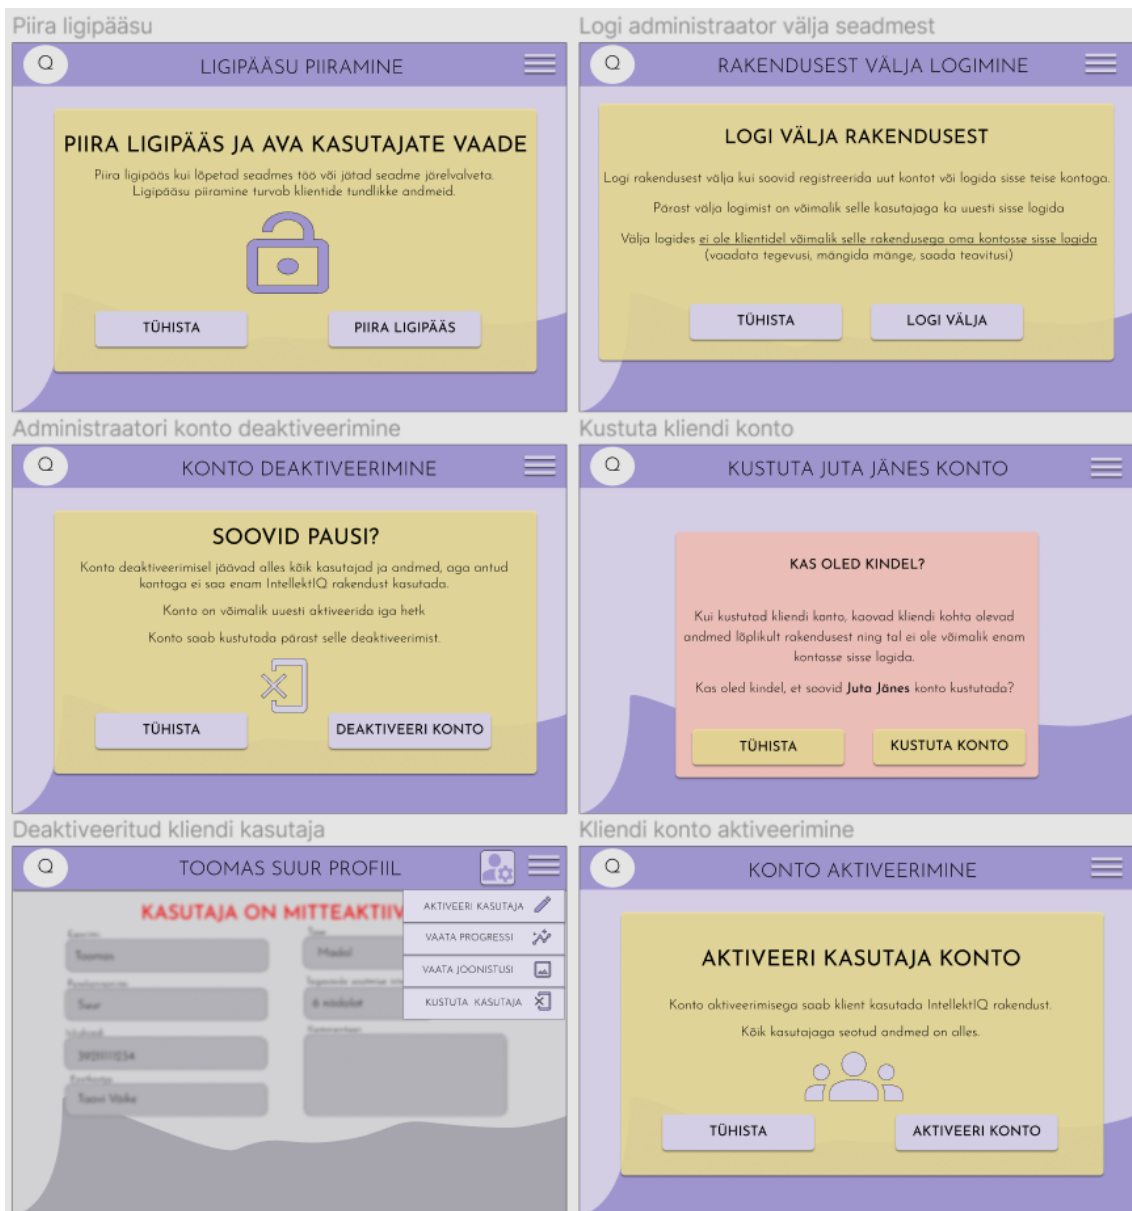 Piira ligipääsu
LIGIPÄÄSU PIIRAMINE
PIIRA LIGIPÄÄS JA AVA KASUTAJATE VAADE
Piira ligipääs kui lõpetad seadmes töö või jätad seadme järelvalveta.
Ligipääsu piiramine turvab klientide tundlikke andmeid.
TÜHISTA
PIIRA LIGIPÄÄS
Logi administraator välja seadmest
RAKENDUSEST VÄLJA LOGIMINE
LOGI VÄLJA RAKENDUSEST
Logi rakendusest välja kui soovid registreerida uut kontot või logida sisse teise kontoga.
Pärast välja logimist on võimalik selle kasutajaga ka uuesti sisse logida
Välja logides ei ole klientidel võimalik selle rakendusega oma kontosse sisse logida
(vaadata tegevusi, mängida mänge, saada teavitusi)
TÜHISTA
LOGI VÄLJA
Administraatori konto deaktiveerimine
KONTO DEAKTIVEERIMINE
SOOVID PAUSI?
Konto deaktiveerimisel jäävad alles kõik kasutajad ja andmed, aga antud
kontoga ei saa enam IntellektIQ rakendust kasutada.
Konto on võimalik uuesti aktiveerida iga hetk
Konto saab kustutada pärast selle deaktiveerimist.
TÜHISTA
DEAKTIVEERI KONTO
Kustuta kliendi konto
KUSTUTA JUTA JÄNES KONTO
KAS OLED KINDEL?
Kui kustutad kliendi konto, kaovad kliendi kohta olevad
andmed lõplikult rakendusest ning tal ei ole võimalik enam
kontosse sisse logida.
Kas oled kindel, et soovid Juta Jänes konto kustutada?
TÜHISTA
KUSTUTA KONTO
Deaktiveeritud kliendi kasutaja
TOOMAS SUUR PROFIIL
KASUTAJA ON MITTEAKTIIV
AKTIVEERI KASUTAJA
VAATA PROGRESSI
VAATA JOONISTUSI
KUSTUTA KASUTAJA
Toomas
Madal
Suur
6 nädalat
Taavi Väike
Kliendi konto aktiveerimine
KONTO AKTIVEERIMINE
AKTIVEERI KASUTAJA KONTO
Konto aktiveerimisega saab klient kasutada IntellektIQ rakendust.
Kõik kasutajaga seotud andmed on alles.
TÜHISTA
AKTIVEERI KONTO